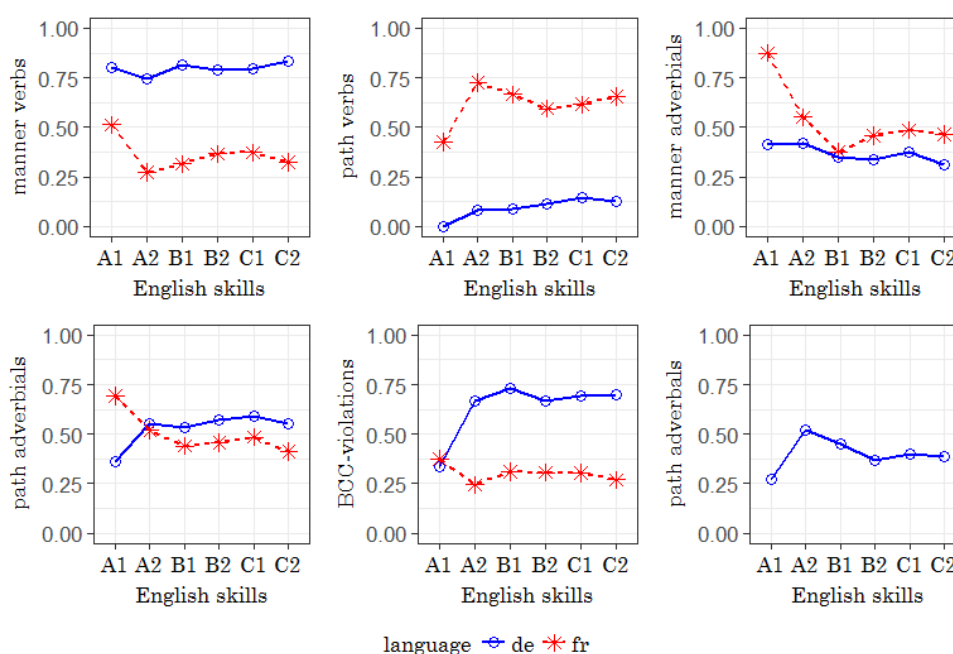 manner verbs
1.00
0.75
0.50
0.25
0.00
A1 A2 B1 B2 C1 C2
English skills
path verbs
1.00
0.75
0.50
0.25
0.00
A1 A2 B1 B2 C1 C2
English skills
manner adverbials
1.00
0.75
0.50
0.25
0.00
A1 A2 B1 B2 C1 C2
English skills
path adverbials
1.00
0.75
0.50
0.25
0.00
A1 A2 B1 B2 C1 C2
English skills
BCC-violations
1.00
0.75
0.50
0.25
0.00
A1 A2 B1 B2 C1 C2
English skills
path adverbals
1.00
0.75
0.50
0.25
0.00
A1 A2 B1 B2 C1 C2
English skills
language de fr